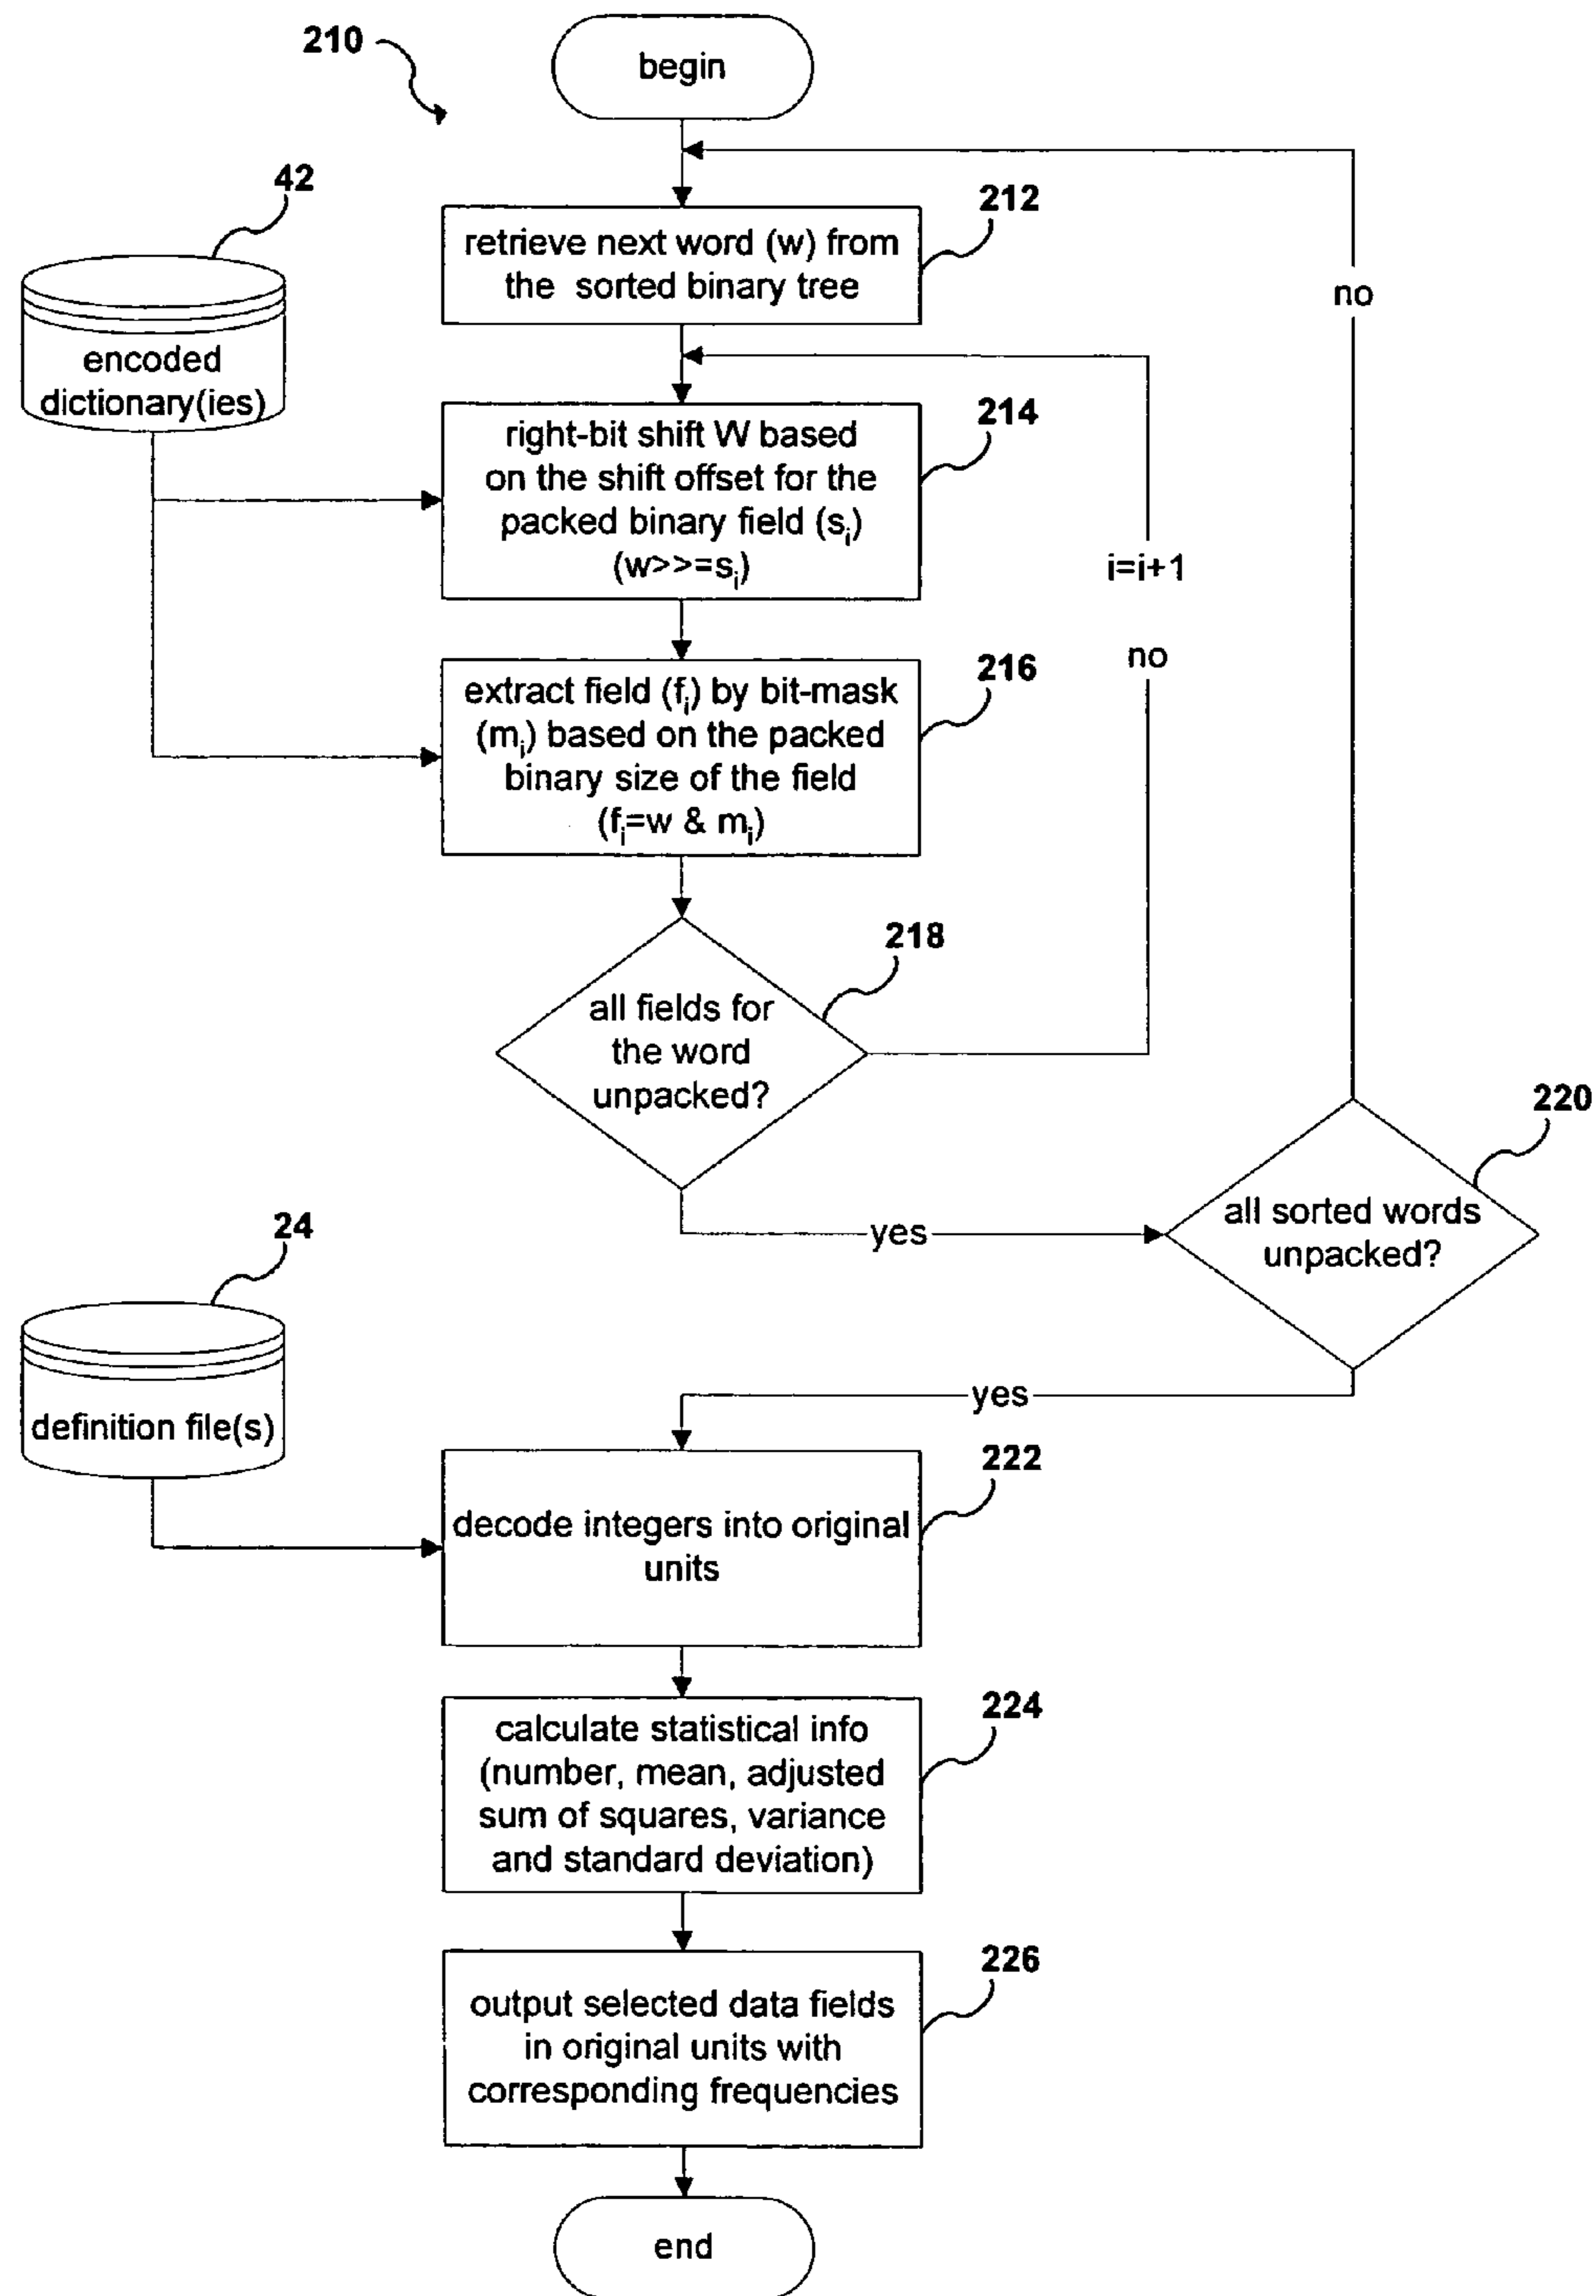 210
begin
42
212
retrieve next word (w) from
the sorted binary tree
no
encoded
dictionary(ies)
214
right-bit shift W based
on the shift offset for the
packed binary field (sᵢ)
(w>>=sᵢ)
i=i+1
no
216
extract field (fᵢ) by bit-mask
(mᵢ) based on the packed
binary size of the field
(fᵢ=w & mᵢ)
218
all fields for
the word
unpacked?
220
all sorted words
unpacked?
yes
24
definition file(s)
yes
222
decode integers into original
units
224
calculate statistical info
(number, mean, adjusted
sum of squares, variance
and standard deviation)
226
output selected data fields
in original units with
corresponding frequencies
end